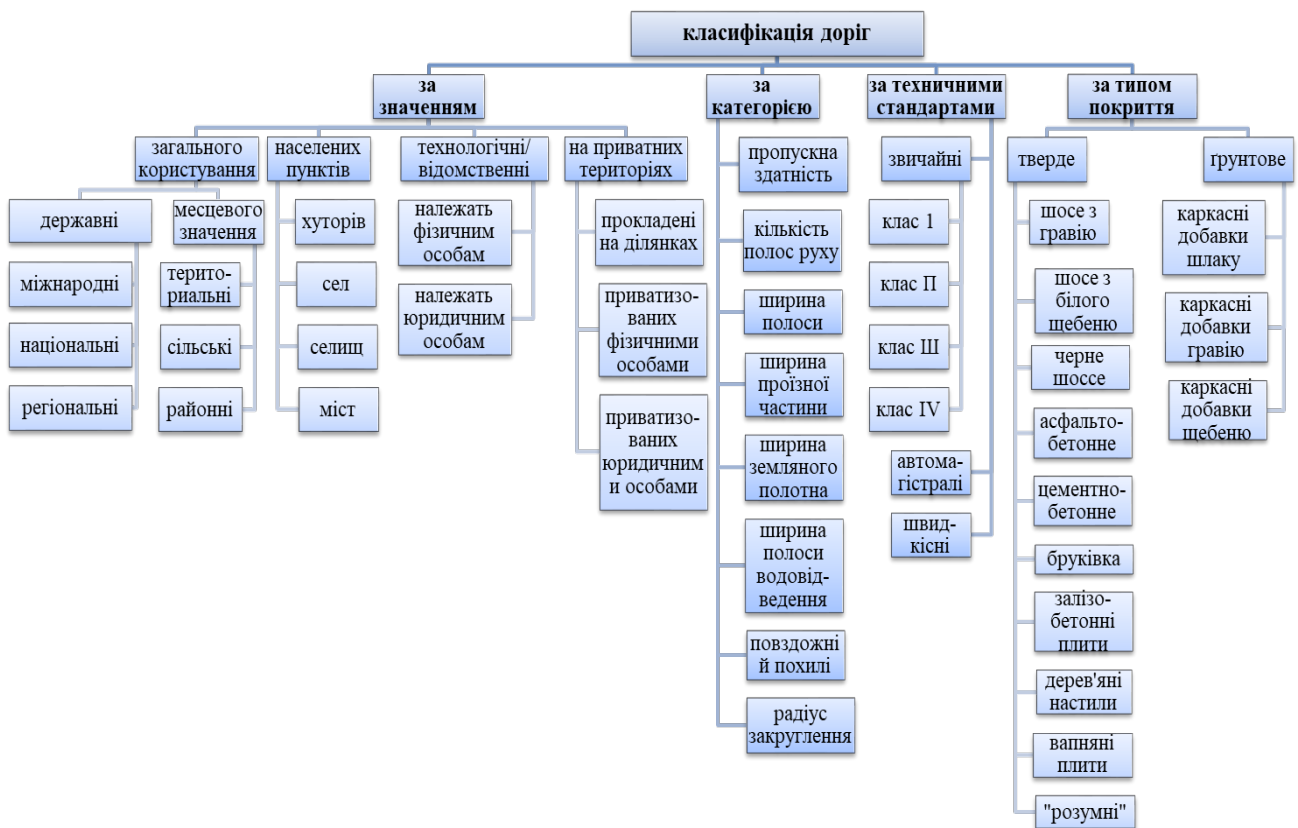 класифікація доріг
за
значенням
загального
користування
державні
міжнародні
національні
регіональні
месцевого
значення
терито-
риальні
сільські
районні
населених
пунктів
хуторів
сел
селищ
міст
технологічні/
відомственні
належать
фізичним
особам
належать
юридичним
особам
на приватних
територіях
прокладені
на ділянках
приватизо-
ваних
фізичними
особами
приватизо-
ваних
юридичним
и особами
за
категорією
пропускна
здатність
кількість
полос руху
ширина
полоси
ширина
проїзної
частини
ширина
земляного
полотна
ширина
полоси
водовід-
ведення
повздожні
й похилі
радіус
закруглення
за техничними
стандартами
звичайні
клас 1
клас П
клас Ш
клас IV
автома-
гістралі
швид-
кісні
за типом
покриття
тверде
шосе з
гравію
шосе з
білого
щебеню
черне
шоссе
асфальто-
бетонне
цементно-
бетонне
бруківка
залізо-
бетонні
плити
дерев'яні
настили
вапняні
плити
"розумні"
ґрунтове
каркасні
добавки
шлаку
каркасні
добавки
гравію
каркасні
добавки
щебеню